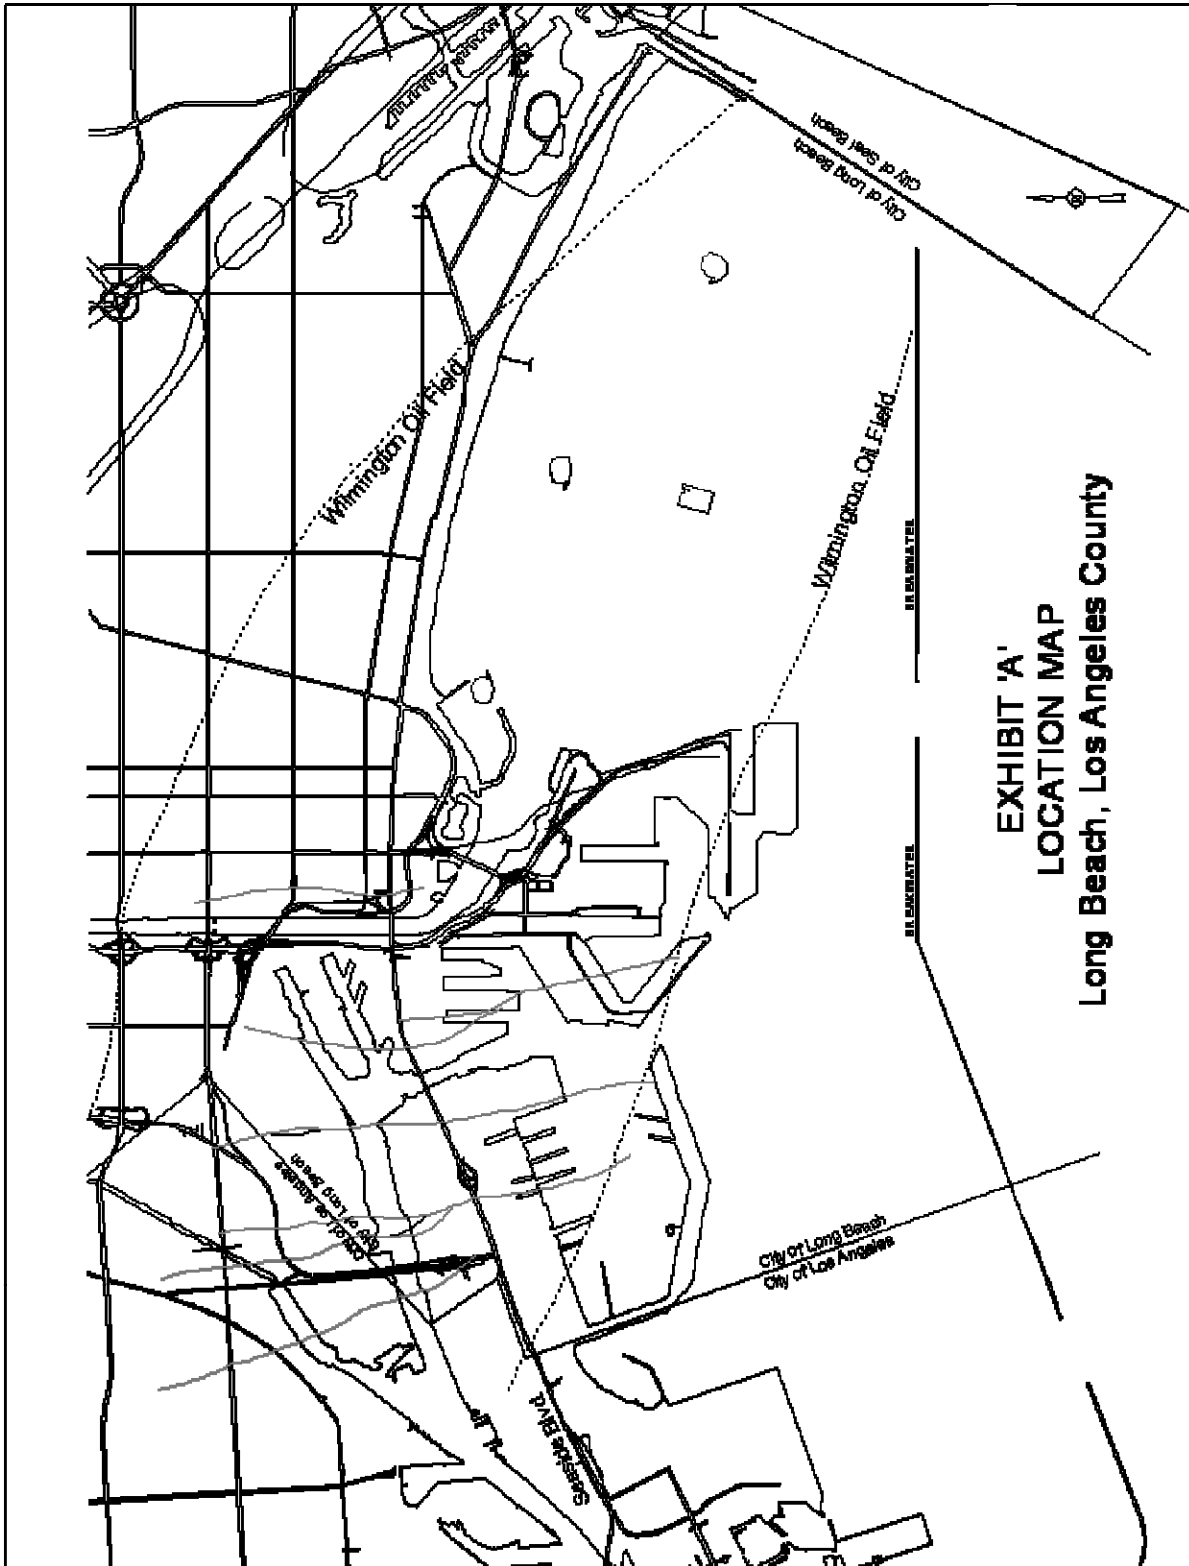 Wilmington Oil Field
Wilmington Oil Field
City of Seal Beach
City of Long Beach
BREAKWATER
BREAKWATER
City of Los Angeles
City of Long Beach
City of Long Beach
City of Los Angeles
Seaside Blvd
EXHIBIT 'A'
LOCATION MAP
Long Beach, Los Angeles County